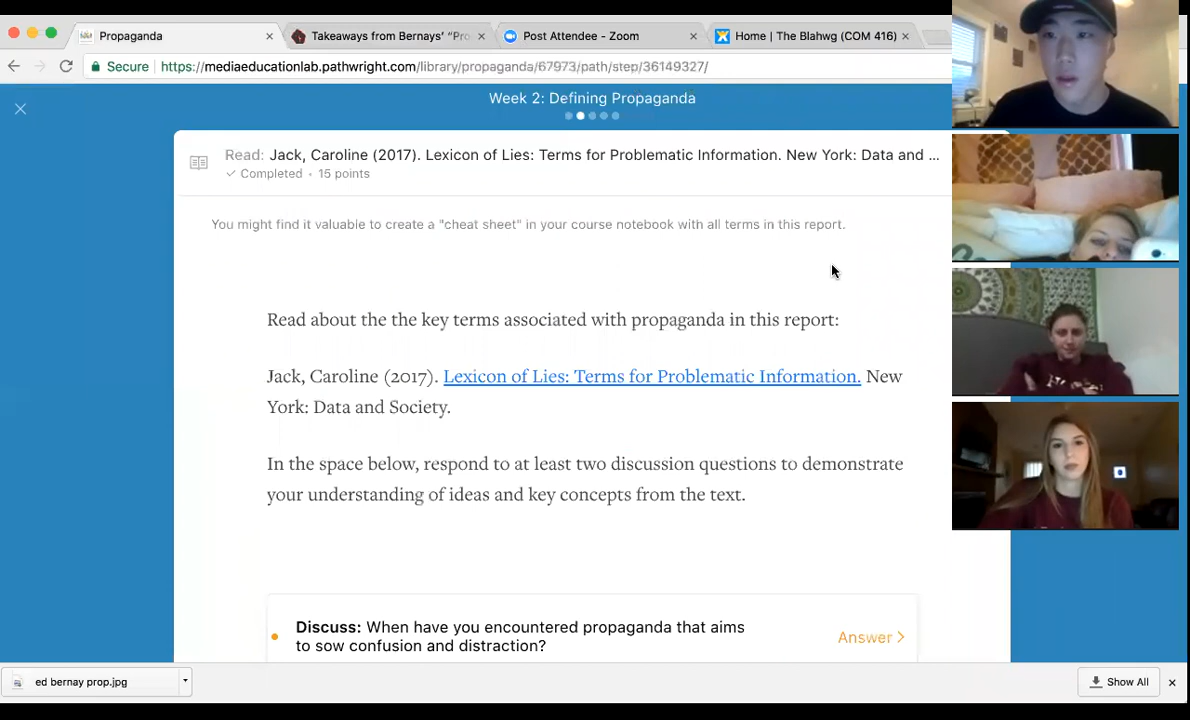 Propaganda
Takeaways from Bernays' "Pro
Post Attendee - Zoom
Home | The Blahwg (COM 416)
Secure https://mediaeducationlab.pathwright.com/library/propaganda/67973/path/step/36149327/
Week 2: Defining Propaganda
Read: Jack, Caroline (2017). Lexicon of Lies: Terms for Problematic Information. New York: Data and ...
✓ Completed • 15 points
You might find it valuable to create a "cheat sheet" in your course notebook with all terms in this report.
Read about the the key terms associated with propaganda in this report:
Jack, Caroline (2017). Lexicon of Lies: Terms for Problematic Information. New
York: Data and Society.
In the space below, respond to at least two discussion questions to demonstrate
your understanding of ideas and key concepts from the text.
Discuss: When have you encountered propaganda that aims
to sow confusion and distraction?
Answer >
ed bernay prop.jpg
Show All